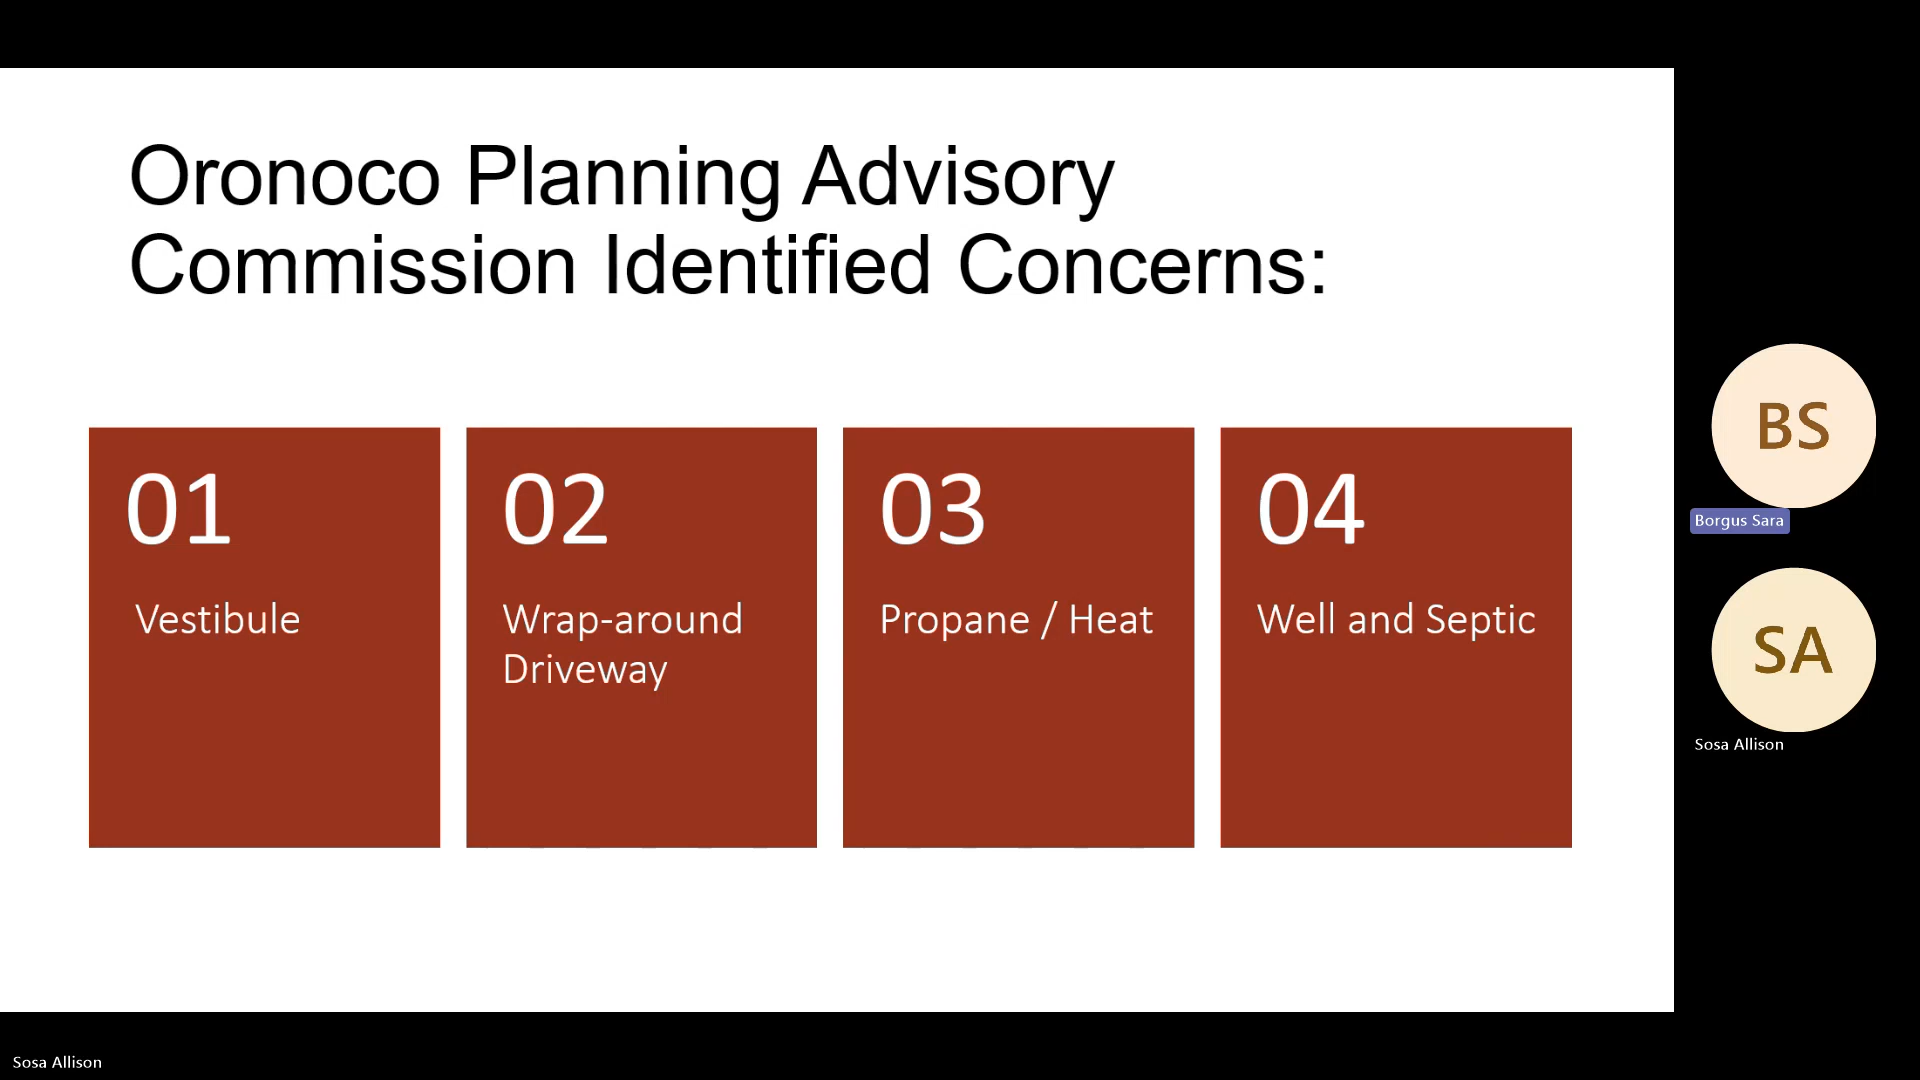 Oronoco Planning Advisory
Commission Identified Concerns:
01
Vestibule
02
Wrap-around
Driveway
03
Propane / Heat
04
Well and Septic
BS
Borgus Sara
SA
Sosa Allison
Sosa Allison